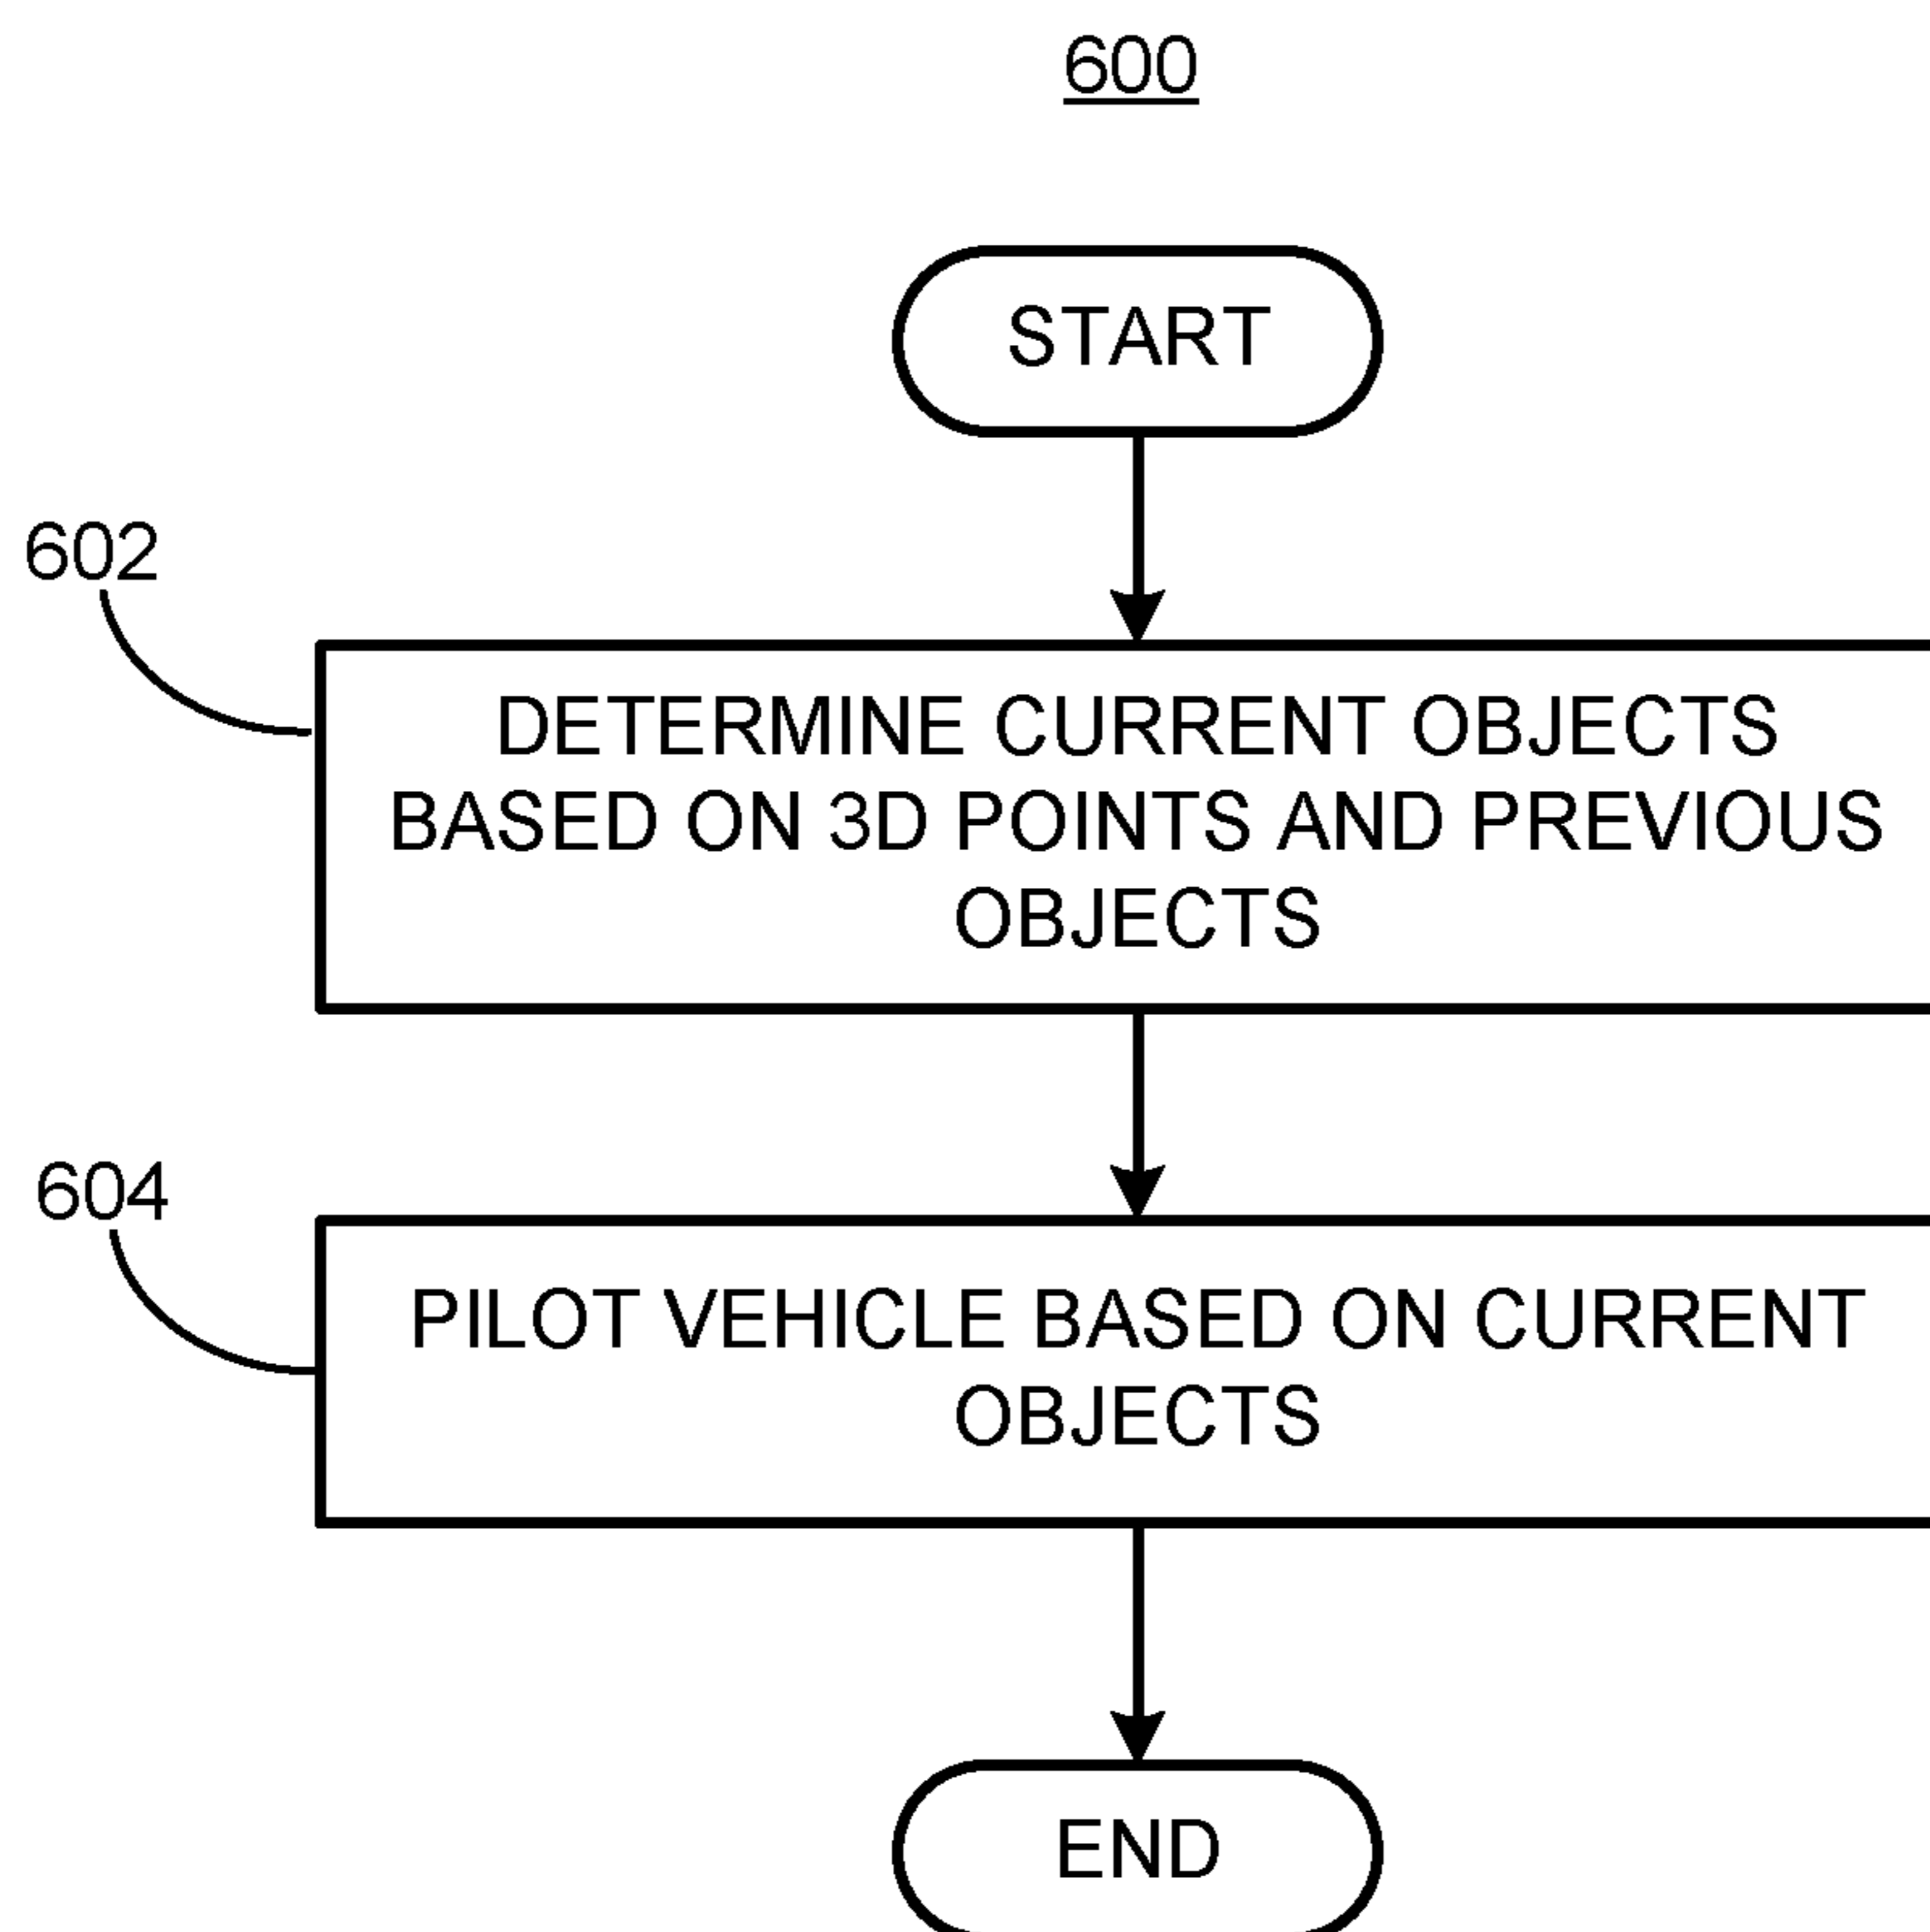 600
START
602
DETERMINE CURRENT OBJECTS
BASED ON 3D POINTS AND PREVIOUS
OBJECTS
604
PILOT VEHICLE BASED ON CURRENT
OBJECTS
END